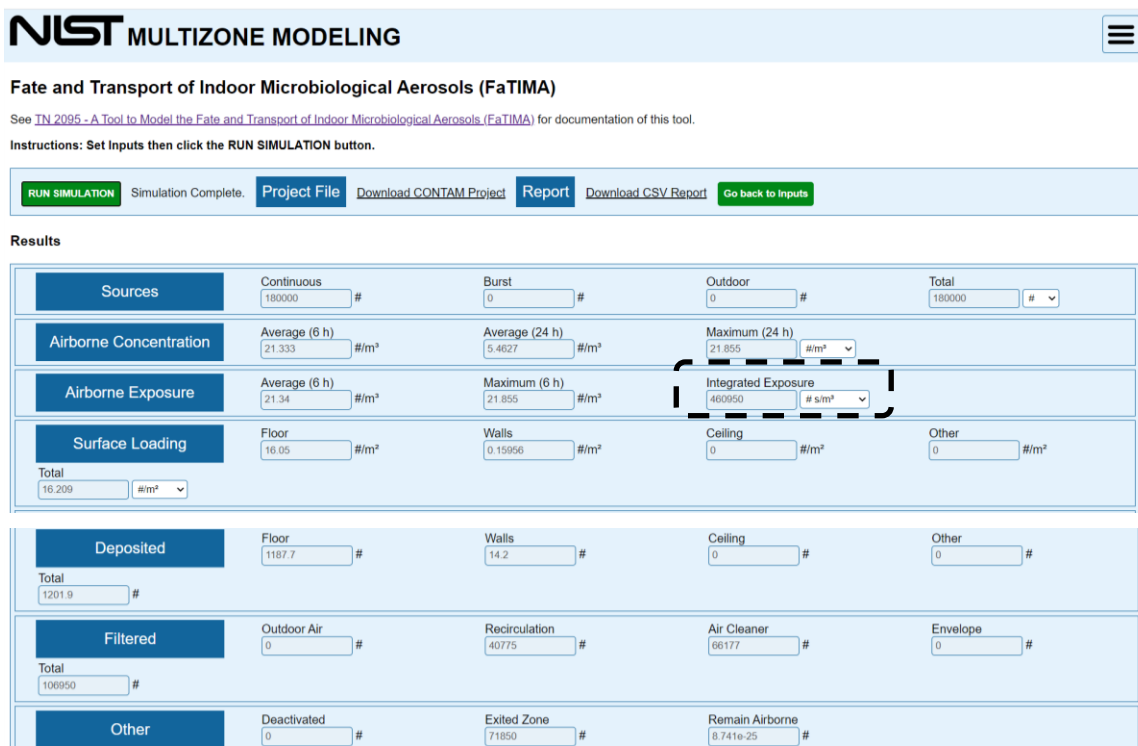 NIST MULTIZONE MODELING
Fate and Transport of Indoor Microbiological Aerosols (FaTIMA)
See TN 2095 - A Tool to Model the Fate and Transport of Indoor Microbiological Aerosols (FaTIMA) for documentation of this tool.
Instructions: Set Inputs then click the RUN SIMULATION button.
RUN SIMULATION Simulation Complete. Project File Download CONTAM Project Report Download CSV Report Go back to Inputs
Results
Sources
Continuous Burst Outdoor Total
180000 # 0 # 0 # 180000 #
Airborne Concentration
Average (6 h) Average (24 h) Maximum (24 h)
21.333 #/m³ 5.4627 #/m³ 21.855 #/m³
Airborne Exposure
Average (6 h) Maximum (6 h) Integrated Exposure
21.34 #/m³ 21.855 #/m³ 460950 # s/m³
Surface Loading
Floor Walls Ceiling Other
16.05 #/m² 0.15956 #/m² 0 #/m² 0 #/m²
Total
16.209 #/m²
Deposited
Floor Walls Ceiling Other
1187.7 # 14.2 # 0 # 0 #
Total
1201.9 #
Filtered
Outdoor Air Recirculation Air Cleaner Envelope
0 # 40775 # 66177 # 0 #
Total
106950 #
Other
Deactivated Exited Zone Remain Airborne
0 # 71850 # 8.741e-25 #